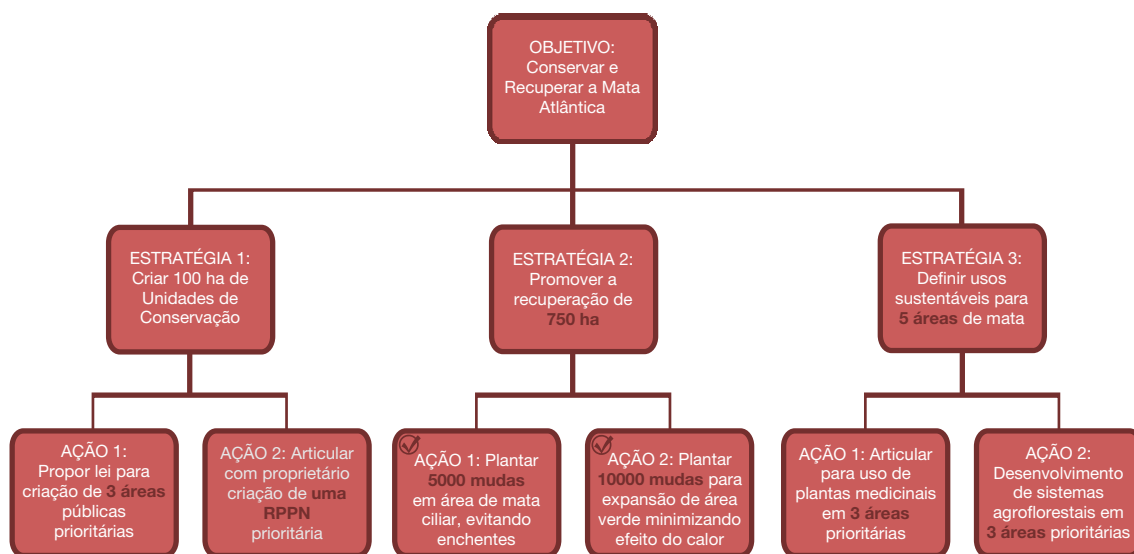 OBJETIVO:
Conservar e
Recuperar a Mata
Atlântica
ESTRATÉGIA 1:
Criar 100 ha de
Unidades de
Conservação
ESTRATÉGIA 2:
Promover a
recuperação de
750 ha
ESTRATÉGIA 3:
Definir usos
sustentáveis para
5 áreas de mata
AÇÃO 1:
Propor lei para
criação de 3 áreas
públicas
prioritárias
AÇÃO 2: Articular
com proprietário
criação de uma
RPPN
prioritária
AÇÃO 1: Plantar
5000 mudas
em área de mata
ciliar, evitando
enchentes
AÇÃO 2: Plantar
10000 mudas para
expansão de área
verde minimizando
efeito do calor
AÇÃO 1: Articular
para uso de
plantas medicinais
em 3 áreas
prioritárias
AÇÃO 2:
Desenvolvimento
de sistemas
agroflorestais em
3 áreas prioritárias